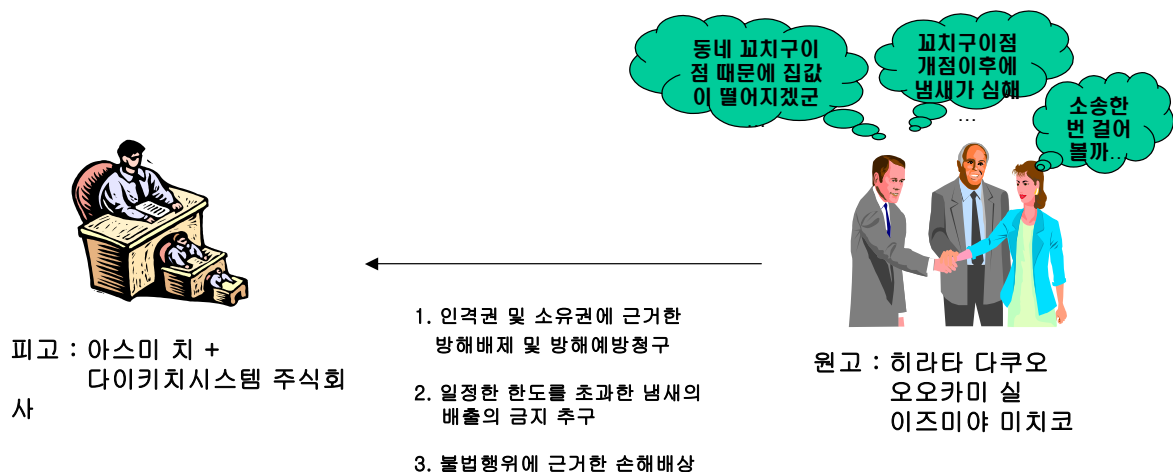 동네 꼬치구이
점 때문에 집값
이 떨어지겠군
...
꼬치구이점
개점이후에
냄새가 심해
...
소송한
번 걸어
볼까...
피고 : 아스미 치 +
다이키치시스템 주식회
사
1. 인격권 및 소유권에 근거한
방해배제 및 방해예방청구
2. 일정한 한도를 초과한 냄새의
배출의 금지 추구
3. 불법행위에 근거한 손해배상
원고 : 히라타 다쿠오
오오카미 실
이즈미야 미치코